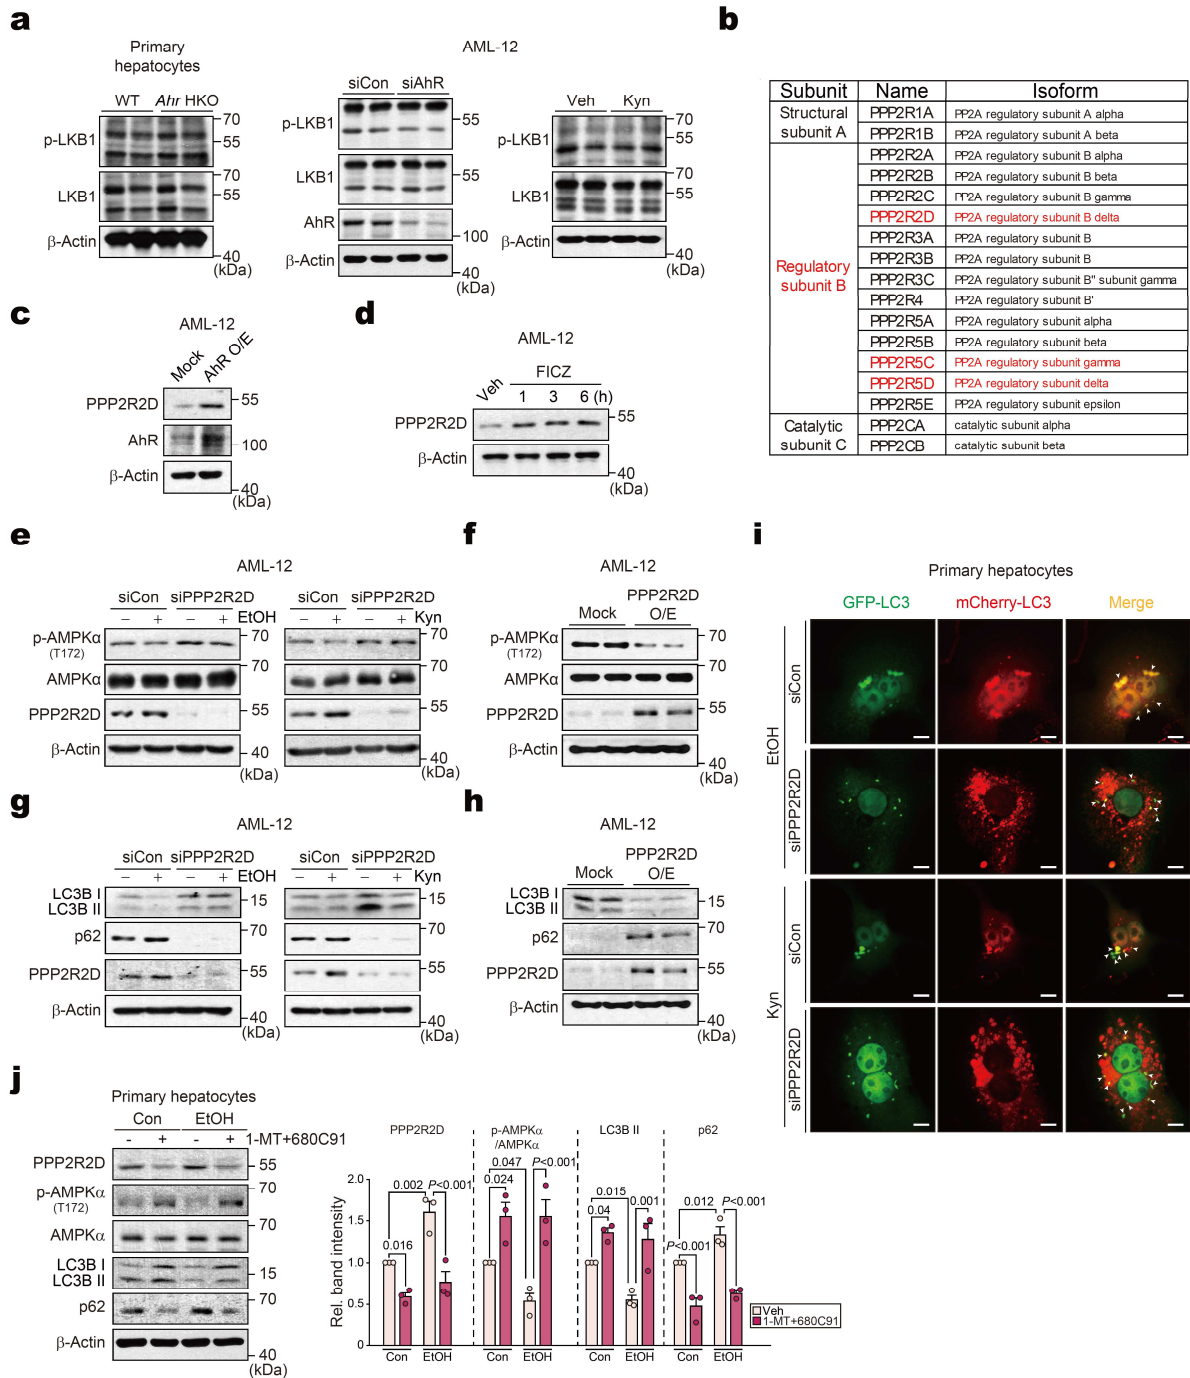 a
Primary
hepatocytes
WT Ahr HKO
p-LKB1
70
55
LKB1
70
55
β-Actin
40
(kDa)
AML-12
siCon siAhR
p-LKB1
55
LKB1
55
AhR
100
β-Actin
40
(kDa)
Veh Kyn
p-LKB1
70
55
LKB1
70
55
β-Actin
40
(kDa)
b
Subunit Name Isoform
Structural
subunit A
PPP2R1A PP2A regulatory subunit A alpha
PPP2R1B PP2A regulatory subunit A beta
Regulatory
subunit B
PPP2R2A PP2A regulatory subunit B alpha
PPP2R2B PP2A regulatory subunit B beta
PPP2R2C PP2A regulatory subunit B gamma
PPP2R2D PP2A regulatory subunit B delta
PPP2R3A PP2A regulatory subunit B
PPP2R3B PP2A regulatory subunit B
PPP2R3C PP2A regulatory subunit B" subunit gamma
PPP2R4 PP2A regulatory subunit B'
PPP2R5A PP2A regulatory subunit alpha
PPP2R5B PP2A regulatory subunit beta
PPP2R5C PP2A regulatory subunit gamma
PPP2R5D PP2A regulatory subunit delta
PPP2R5E PP2A regulatory subunit epsilon
Catalytic
subunit C
PPP2CA catalytic subunit alpha
PPP2CB catalytic subunit beta
c
AML-12
Mock AhR O/E
PPP2R2D
55
AhR
100
β-Actin
40
(kDa)
d
AML-12
FICZ
Veh 1 3 6 (h)
PPP2R2D
55
β-Actin
40
(kDa)
e
AML-12
siCon siPPP2R2D
− + − + EtOH
p-AMPKα
(T172)
70
AMPKα
70
PPP2R2D
55
β-Actin
40
(kDa)
siCon siPPP2R2D
− + − + Kyn
70
70
55
40
(kDa)
f
AML-12
PPP2R2D
Mock O/E
p-AMPKα
(T172)
70
AMPKα
70
PPP2R2D
55
β-Actin
40
(kDa)
g
AML-12
siCon siPPP2R2D
− + − + EtOH
LC3B I
LC3B II
15
p62
70
PPP2R2D
55
β-Actin
40
(kDa)
siCon siPPP2R2D
− + − + Kyn
15
70
55
40
(kDa)
h
AML-12
PPP2R2D
Mock O/E
LC3B I
LC3B II
15
p62
70
PPP2R2D
55
β-Actin
40
(kDa)
i
Primary hepatocytes
GFP-LC3 mCherry-LC3 Merge
EtOH
siCon
siPPP2R2D
Kyn
siCon
siPPP2R2D
j
Primary hepatocytes
Con EtOH
- + - + 1-MT+680C91
PPP2R2D
55
p-AMPKα
(T172)
70
AMPKα
70
LC3B I
LC3B II
15
p62
70
β-Actin
40
(kDa)
PPP2R2D p-AMPKα
/AMPKα LC3B II p62
Rel. band intensity
2.0
1.5
1.0
0.5
0
0.016
0.002
P<0.001
0.024
0.047
P<0.001
0.04
0.015
0.001
P<0.001
0.012
P<0.001
Con EtOH Con EtOH Con EtOH Con EtOH
Veh
1-MT+680C91